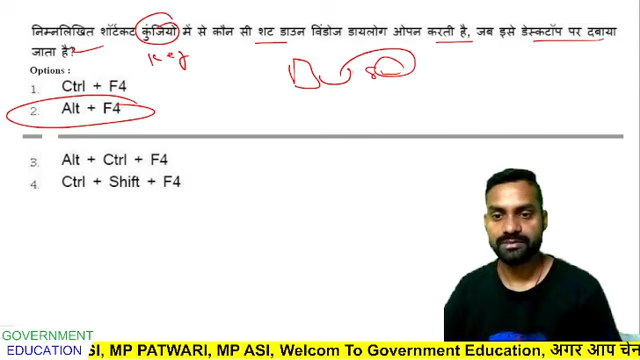 निम्नलिखित शॉर्टकट कुंजियों में से कौन सी शट डाउन विंडोज डायलोग ओपन करती है, जब इसे डेस्कटॉप पर दबाया
जाता है?
Key
Options :
1. Ctrl + F4
2. Alt + F4
3. Alt + Ctrl + F4
4. Ctrl + Shift + F4
GOVERNMENT
EDUCATION
SI, MP PATWARI, MP ASI, Welcom To Government Education, अगर आप चेन